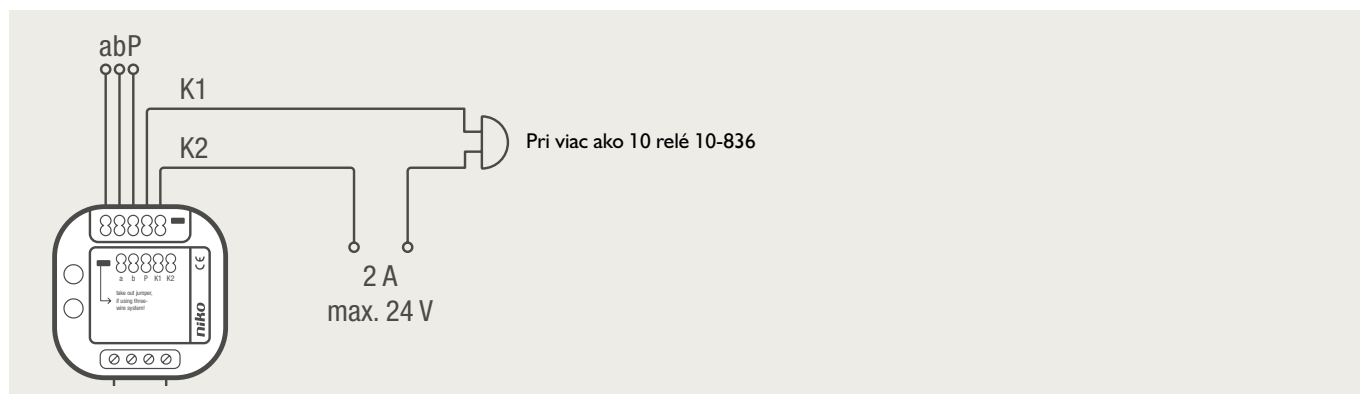 abP
K1
K2
Pri viac ako 10 relé 10-836
2 A
max. 24 V
a b P K1 K2
take out jumper,
if using three-
wire system!
CE
niko